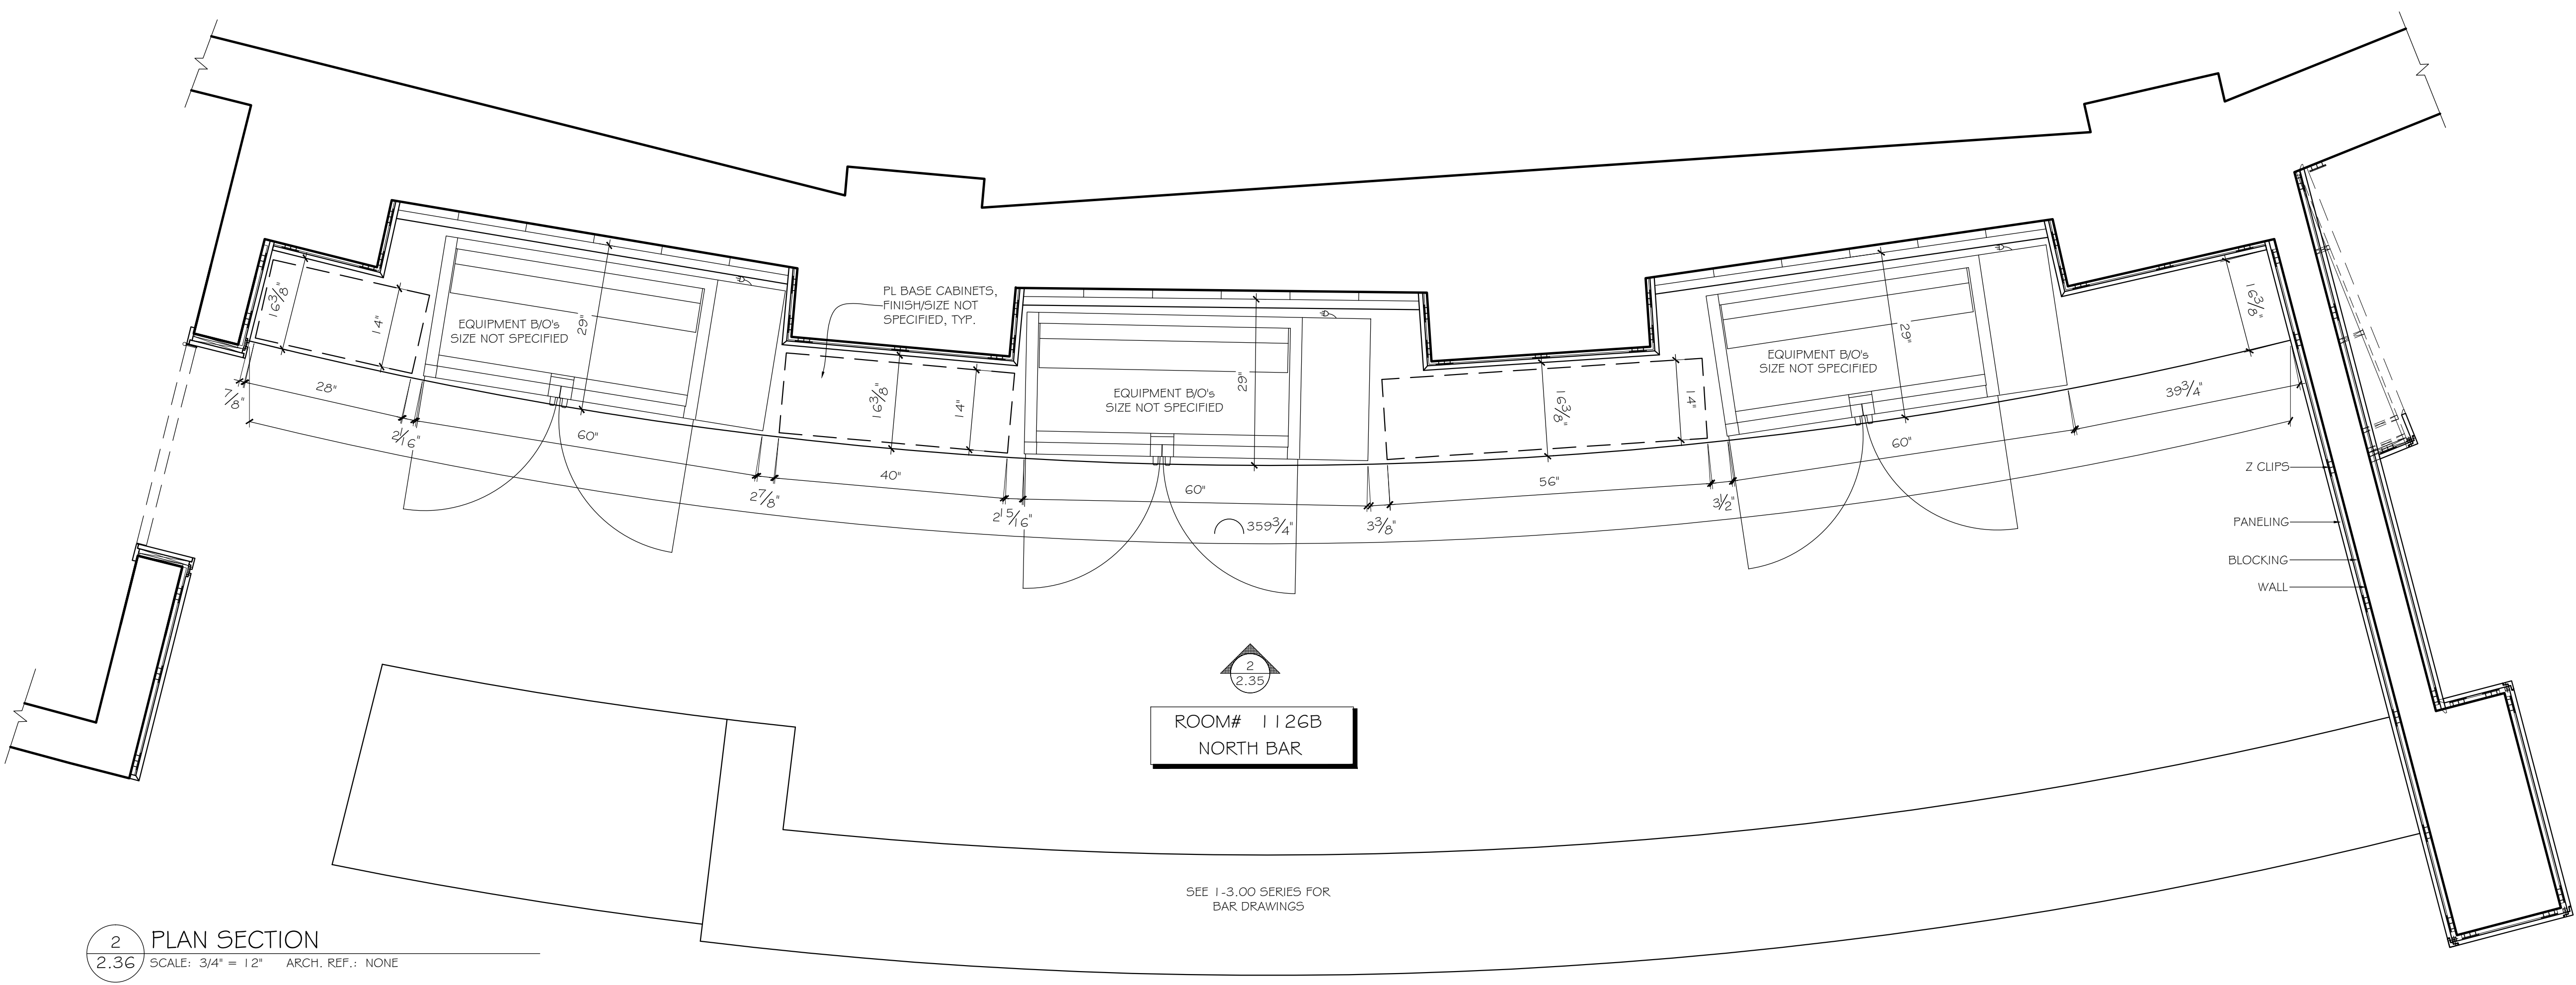 PL BASE CABINETS,
FINISH/SIZE NOT
SPECIFIED, TYP.
16 3/8"
14"
EQUIPMENT B/O's
SIZE NOT SPECIFIED
29"
16 3/8"
14"
EQUIPMENT B/O's
SIZE NOT SPECIFIED
29"
16 3/8"
14"
EQUIPMENT B/O's
SIZE NOT SPECIFIED
29"
16 3/8"
7/8"
28"
2 1/16"
60"
2 7/8"
40"
2 15/16"
60"
3 3/8"
56"
3 1/2"
60"
39 3/4"
359 3/4"
Z CLIPS
PANELING
BLOCKING
WALL
2
2.35
ROOM# 1126B
NORTH BAR
SEE 1-3.00 SERIES FOR
BAR DRAWINGS
2
2.36
PLAN SECTION
SCALE: 3/4" = 12" ARCH. REF.: NONE